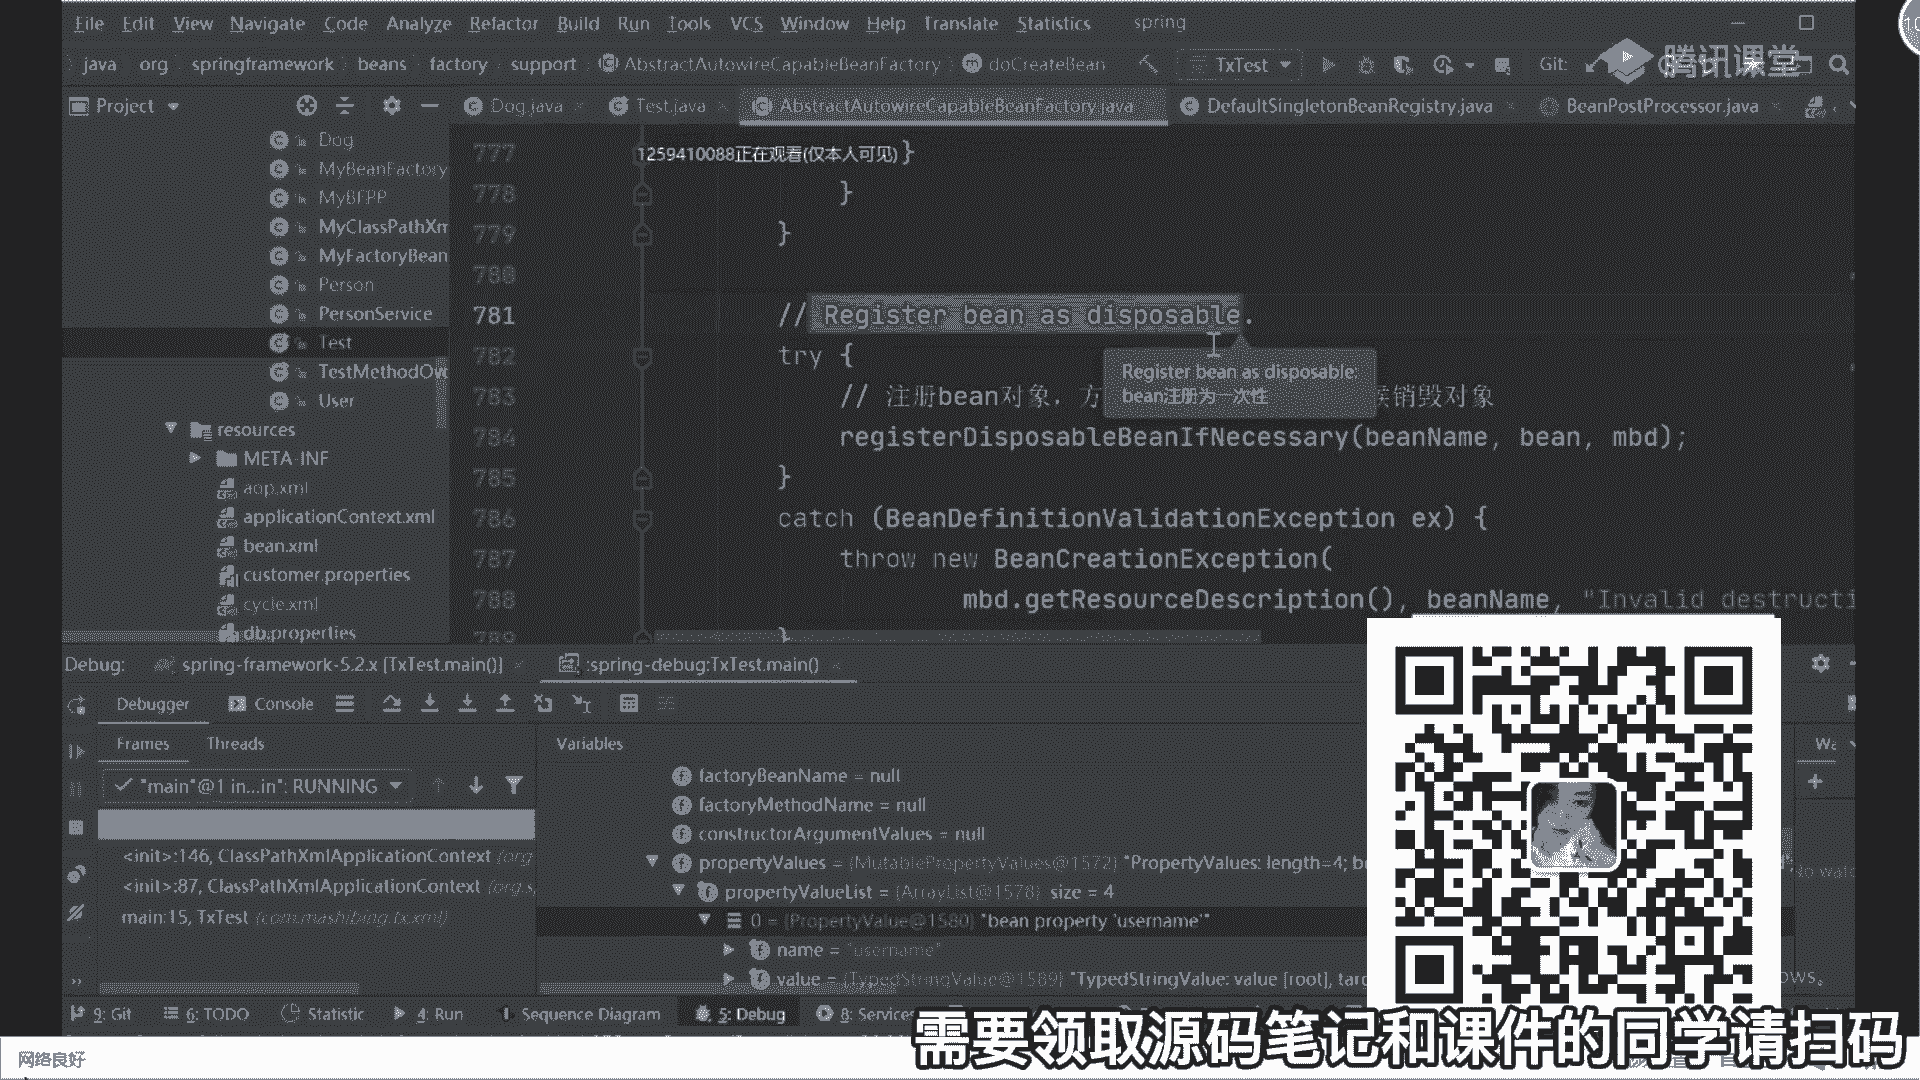 File Edit View Navigate Code Analyze Refactor Build Run Tools VCS Window Help Translate Statistics spring
java org springframework beans factory support AbstractAutowireCapableBeanFactory doCreateBean TxTest Git: 腾讯课堂
Project Dog.java Test.java AbstractAutowireCapableBeanFactory.java DefaultSingletonBeanRegistry.java BeanPostProcessor.java
Dog
MyBeanFactory
MyBFPP
MyClassPathXm
MyFactoryBean
Person
PersonService
Test
TestMethodOw
User
resources
META-INF
aop.xml
applicationContext.xml
bean.xml
customer.properties
cycle.xml
db.properties
777 1259410088正在观看(仅本人可见) }
778 }
779 }
780
781 // Register bean as disposable.
782 try {
783 // 注册bean对象，方 候销毁对象
Register bean as disposable:
bean注册为一次性
784 registerDisposableBeanIfNecessary(beanName, bean, mbd);
785 }
786 catch (BeanDefinitionValidationException ex) {
787 throw new BeanCreationException(
788 mbd.getResourceDescription(), beanName, "Invalid destructi
789 }
Debug: spring-framework-5.2.x [TxTest.main()] :spring-debug:TxTest.main()
Debugger Console
Frames Threads
"main"@1 in...in": RUNNING
<init>:146, ClassPathXmlApplicationContext (org
<init>:87, ClassPathXmlApplicationContext (org.s
main:15, TxTest (com.mashibing.tx.xml)
Variables
factoryBeanName = null
factoryMethodName = null
constructorArgumentValues = null
propertyValues = {MutablePropertyValues@1572} "PropertyValues: length=4; b
propertyValueList = {ArrayList@1578} size = 4
0 = {PropertyValue@1580} "bean property 'username'"
name = "username"
value = {TypedStringValue@1589} "TypedStringValue: value [root], targ
9: Git 6: TODO Statistic 4: Run Sequence Diagram 5: Debug 8: Services
需要领取源码笔记和课件的同学请扫码
网络良好